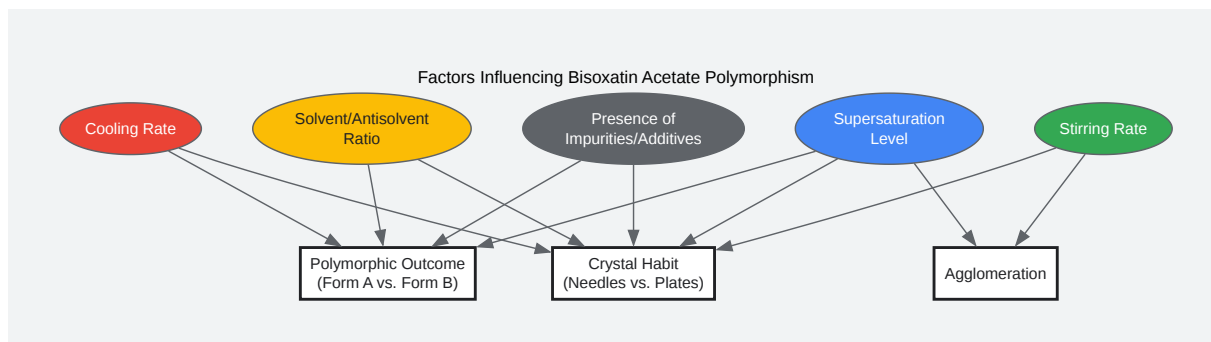 Factors Influencing Bisoxatin Acetate Polymorphism
Cooling Rate
Solvent/Antisolvent
Ratio
Presence of
Impurities/Additives
Supersaturation
Level
Stirring Rate
Polymorphic Outcome
(Form A vs. Form B)
Crystal Habit
(Needles vs. Plates)
Agglomeration